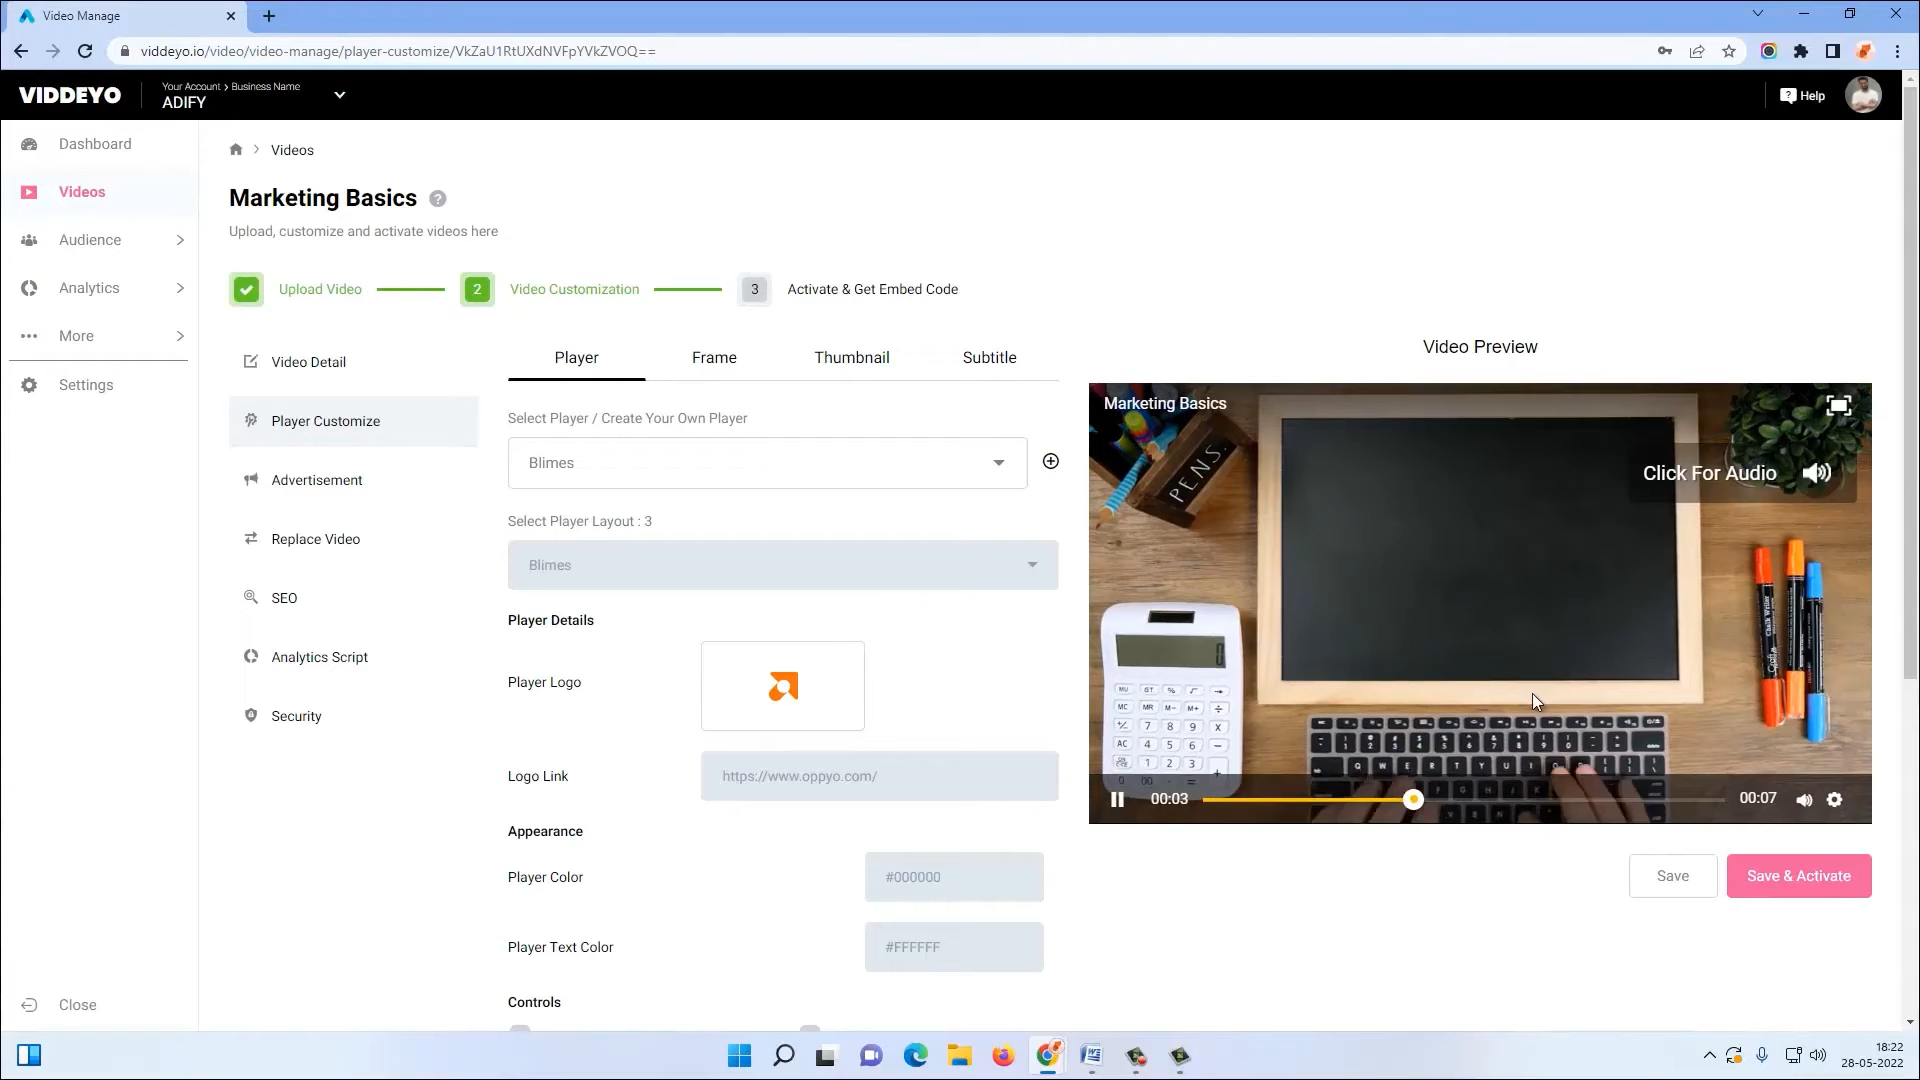 Video Manage
viddeyo.io/video/video-manage/player-customize/VkZaU1RtUXdNVFpYVkZVOQ==
VIDDEYO
Your Account > Business Name
ADIFY
Help
Dashboard
Videos
Audience
Analytics
More
Settings
Close
Videos
Marketing Basics
Upload, customize and activate videos here
Upload Video
2 Video Customization
3 Activate & Get Embed Code
Video Detail
Player Customize
Advertisement
Replace Video
SEO
Analytics Script
Security
Player Frame Thumbnail Subtitle
Select Player / Create Your Own Player
Blimes
Select Player Layout : 3
Blimes
Player Details
Player Logo
Logo Link
https://www.oppyo.com/
Appearance
Player Color
#000000
Player Text Color
#FFFFFF
Controls
Video Preview
Marketing Basics
PENS.
Click For Audio
00:03
00:07
Save
Save & Activate
18:22
28-05-2022